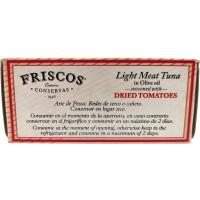 FRISCOS
CONSERVAS
Light Meat Tuna
in Olive oil
seasoned with
DRIED TOMATOES
Arte de Pesca: Redes de cerco o cañero.
Conservar en lugar seco.
Consumir en el momento de la apertura, en caso contrario
conservar en el frigorífico y consumir en un máximo de 2 días.
Consume at the moment of opening, otherwise keep in the
refrigerator and consume in a maximum of 2 days.